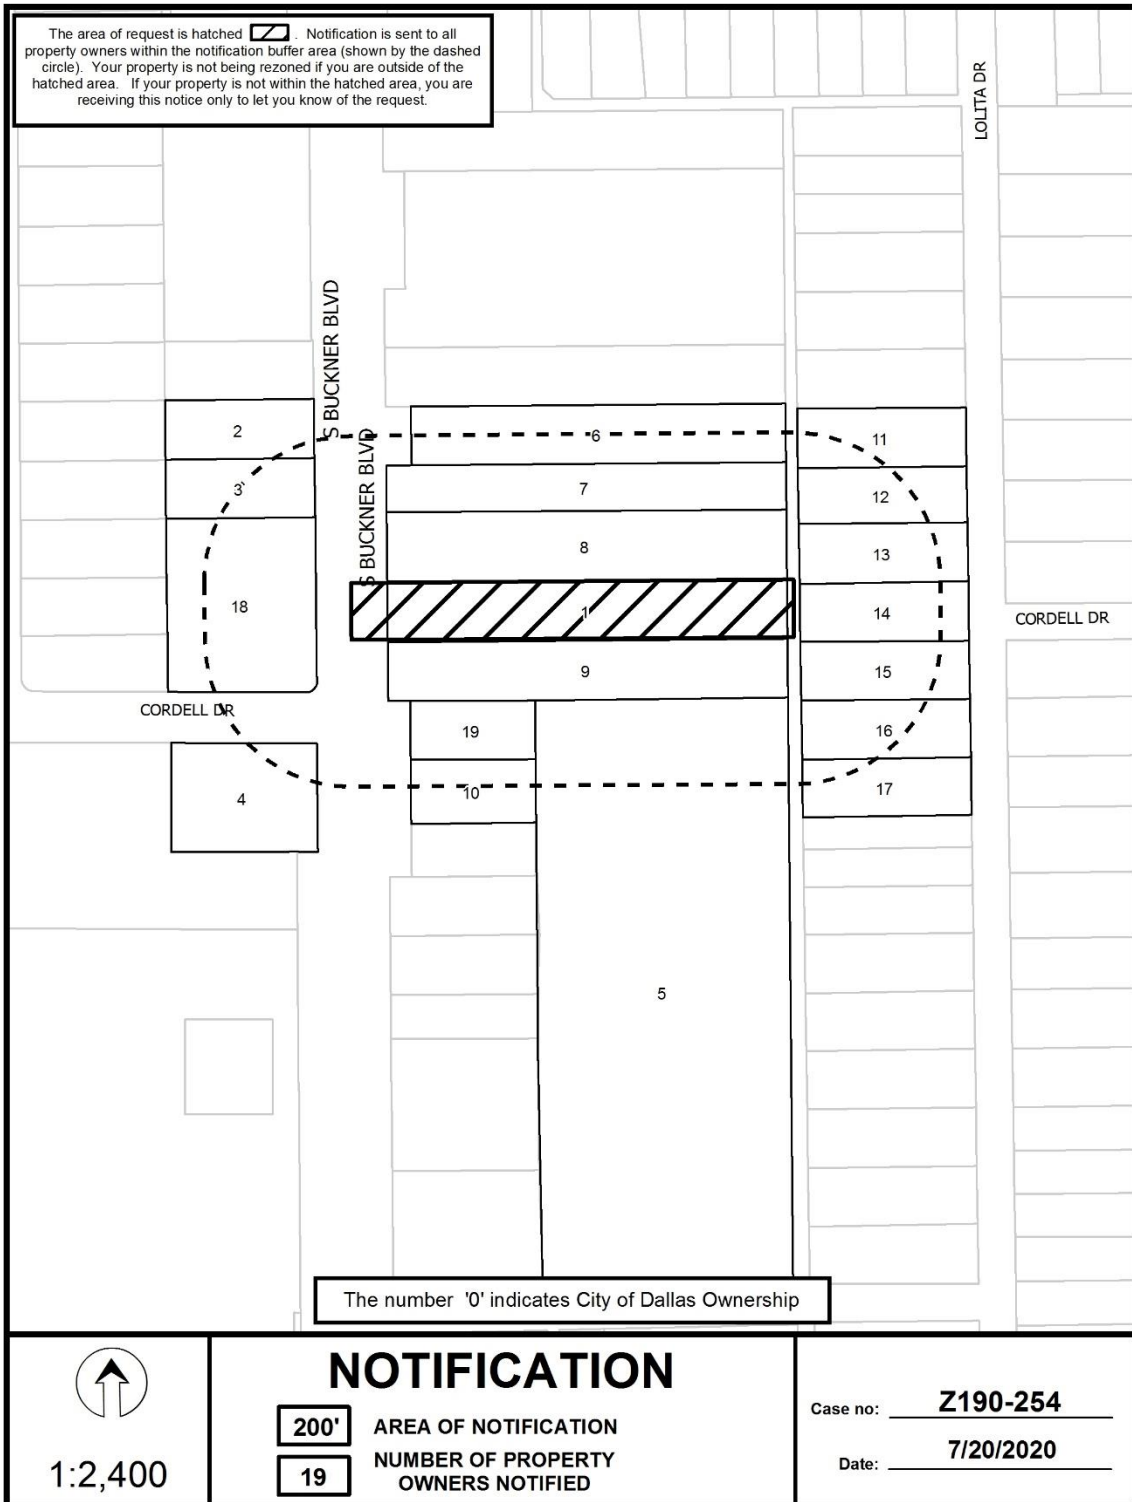 The area of request is hatched . Notification is sent to all
property owners within the notification buffer area (shown by the dashed
circle). Your property is not being rezoned if you are outside of the
hatched area. If your property is not within the hatched area, you are
receiving this notice only to let you know of the request.
LOLITA DR
S BUCKNER BLVD
S BUCKNER BLVD
2
6
11
3
7
12
8
13
18
1
14
CORDELL DR
9
15
CORDELL DR
19
16
4
10
17
5
The number '0' indicates City of Dallas Ownership
1:2,400
NOTIFICATION
200' AREA OF NOTIFICATION
19 NUMBER OF PROPERTY
OWNERS NOTIFIED
Case no: Z190-254
Date: 7/20/2020